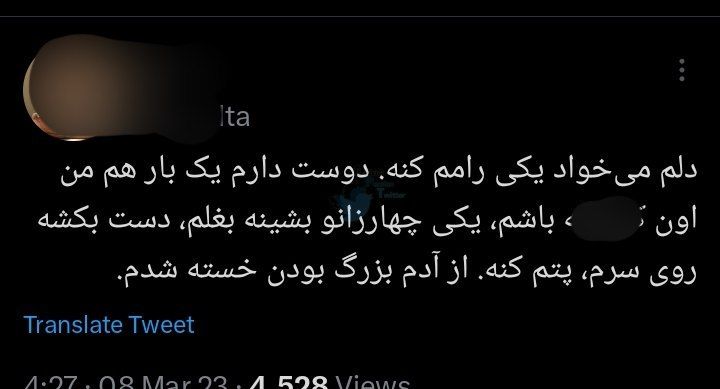 lta
دلم می‌خواد یکی رامم کنه. دوست دارم یک بار هم من
اون باشم، یکی چهارزانو بشینه بغلم، دست بکشه
روی سرم، پتم کنه. از آدم بزرگ بودن خسته شدم.
Translate Tweet
4:27 · 08 Mar 23 · 4,528 Views
Twitter